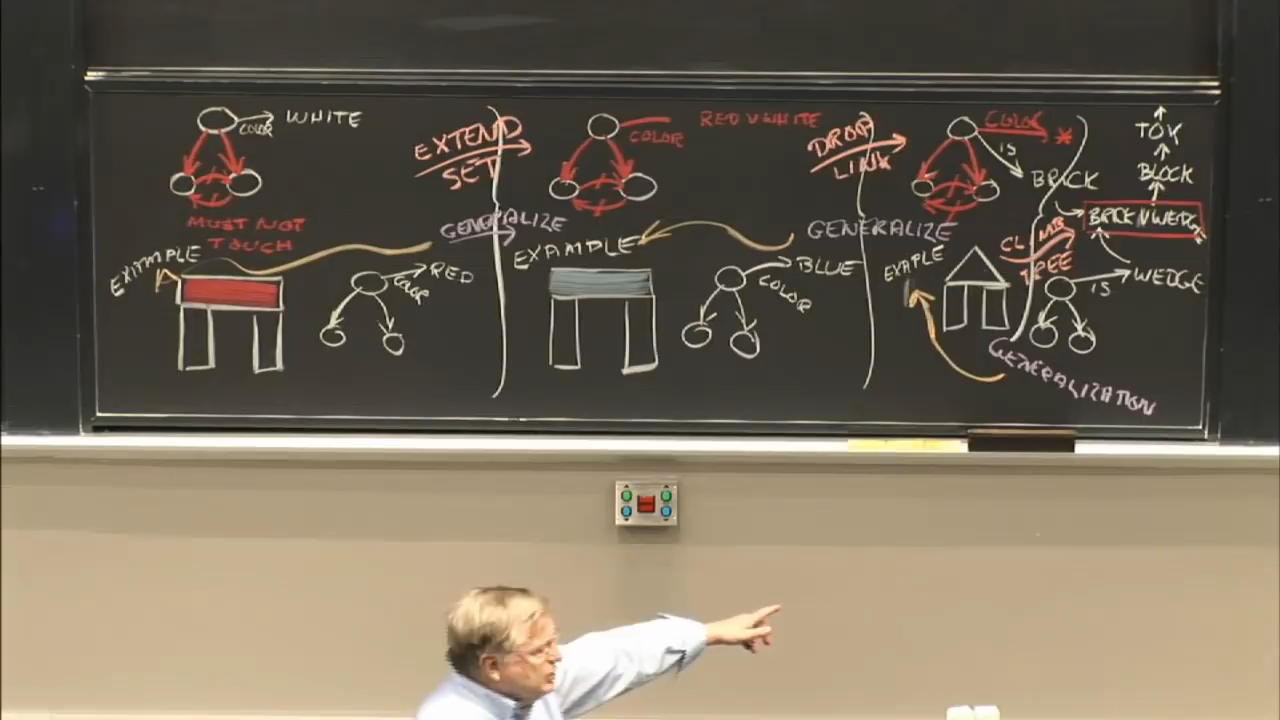 COLOR → WHITE
MUST NOT
TOUCH
EXAMPLE
COLOR RED
EXTEND
SET
GENERALIZE
RED V WHITE
COLOR
EXAMPLE
BLUE
COLOR
DROP
LINK
GENERALIZE
COLOR *
IS
BRICK
TOY
BLOCK
BRICK V WEDGE
EXAPLE
CLIMB
TREE
IS
WEDGE
GENERALIZATION